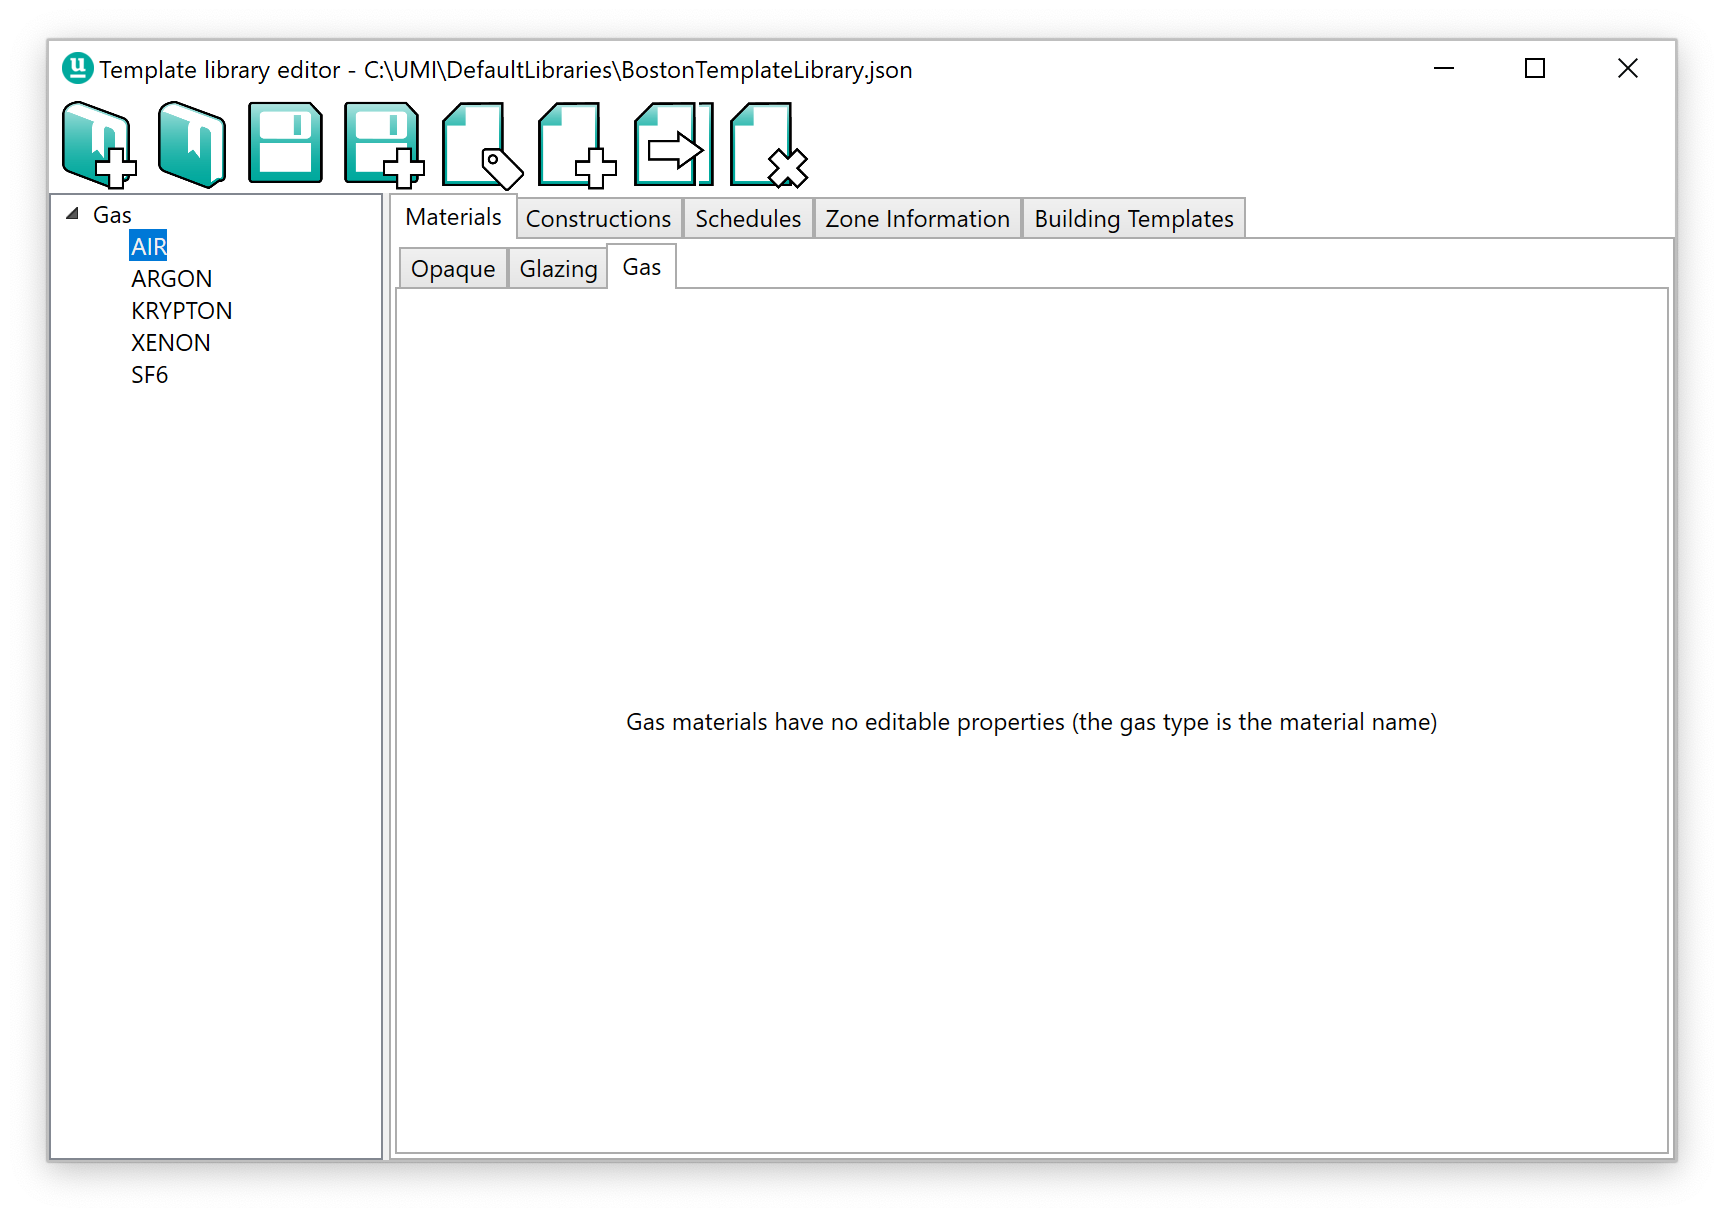 u Template library editor - C:\UMI\DefaultLibraries\BostonTemplateLibrary.json
Gas
AIR
ARGON
KRYPTON
XENON
SF6
Materials Constructions Schedules Zone Information Building Templates
Opaque Glazing Gas
Gas materials have no editable properties (the gas type is the material name)